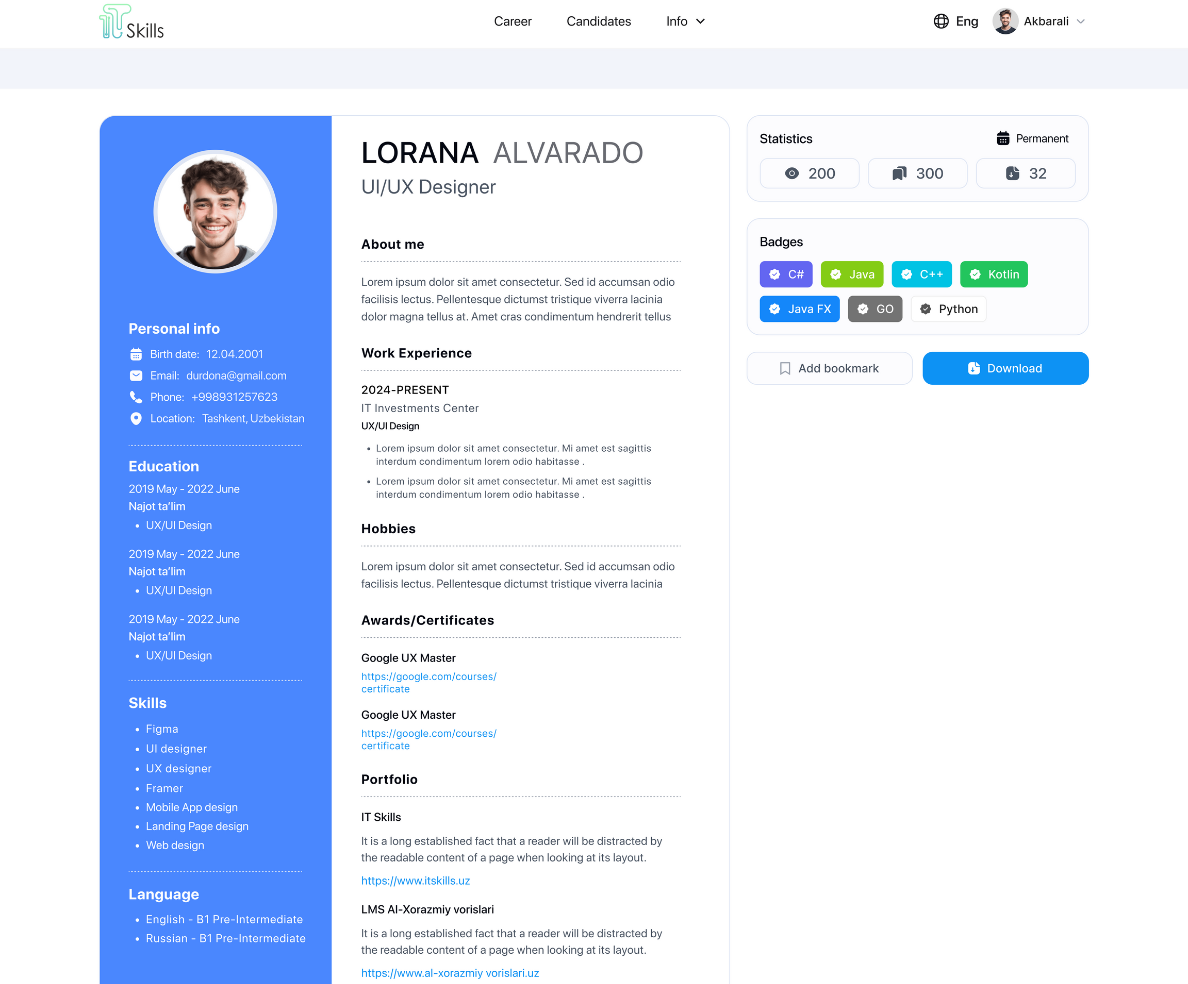 IT Skills
Career
Candidates
Info
Eng
Akbarali
LORANA ALVARADO
UI/UX Designer
Personal info
Birth date: 12.04.2001
Email: durdona@gmail.com
Phone: +998931257623
Location: Tashkent, Uzbekistan
Education
2019 May - 2022 June
Najot ta'lim
• UX/UI Design
2019 May - 2022 June
Najot ta'lim
• UX/UI Design
2019 May - 2022 June
Najot ta'lim
• UX/UI Design
Skills
• Figma
• UI designer
• UX designer
• Framer
• Mobile App design
• Landing Page design
• Web design
Language
• English - B1 Pre-Intermediate
• Russian - B1 Pre-Intermediate
About me
Lorem ipsum dolor sit amet consectetur. Sed id accumsan odio
facilisis lectus. Pellentesque dictumst tristique viverra lacinia
dolor magna tellus at. Amet cras condimentum hendrerit tellus
Work Experience
2024-PRESENT
IT Investments Center
UX/UI Design
• Lorem ipsum dolor sit amet consectetur. Mi amet est sagittis
interdum condimentum lorem odio habitasse .
• Lorem ipsum dolor sit amet consectetur. Mi amet est sagittis
interdum condimentum lorem odio habitasse .
Hobbies
Lorem ipsum dolor sit amet consectetur. Sed id accumsan odio
facilisis lectus. Pellentesque dictumst tristique viverra lacinia
Awards/Certificates
Google UX Master
https://google.com/courses/
certificate
Google UX Master
https://google.com/courses/
certificate
Portfolio
IT Skills
It is a long established fact that a reader will be distracted by
the readable content of a page when looking at its layout.
https://www.itskills.uz
LMS Al-Xorazmiy vorislari
It is a long established fact that a reader will be distracted by
the readable content of a page when looking at its layout.
https://www.al-xorazmiy vorislari.uz
Statistics
Permanent
200
300
32
Badges
C#
Java
C++
Kotlin
Java FX
GO
Python
Add bookmark
Download